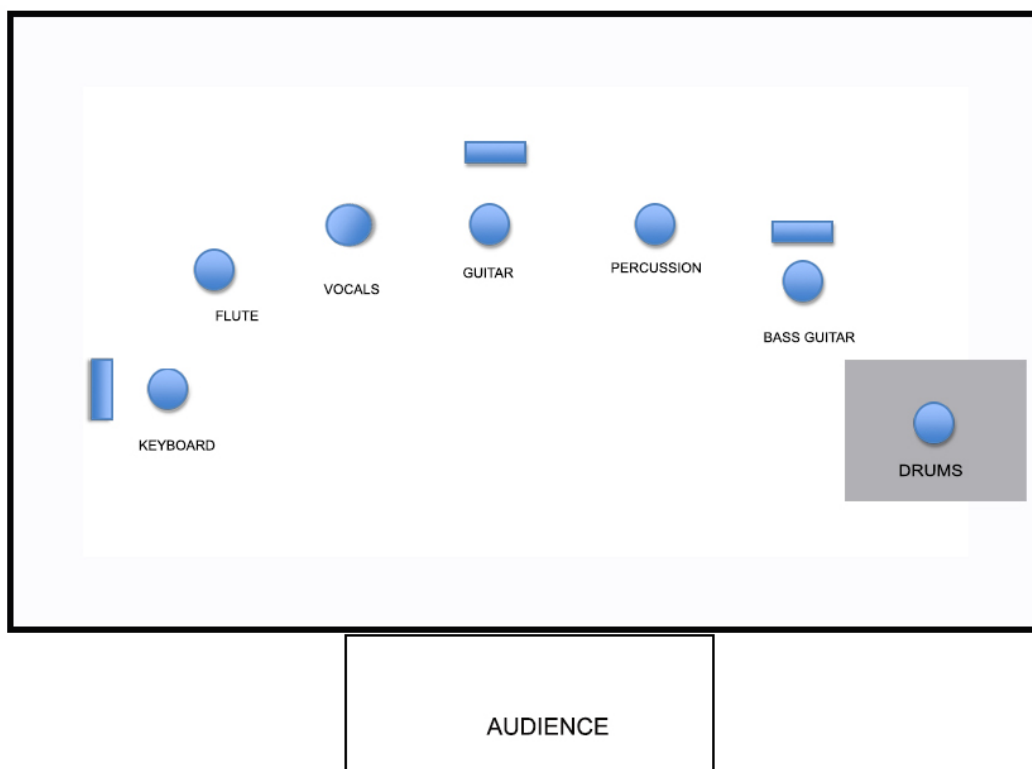 GUITAR
PERCUSSION
VOCALS
FLUTE
BASS GUITAR
KEYBOARD
DRUMS
AUDIENCE